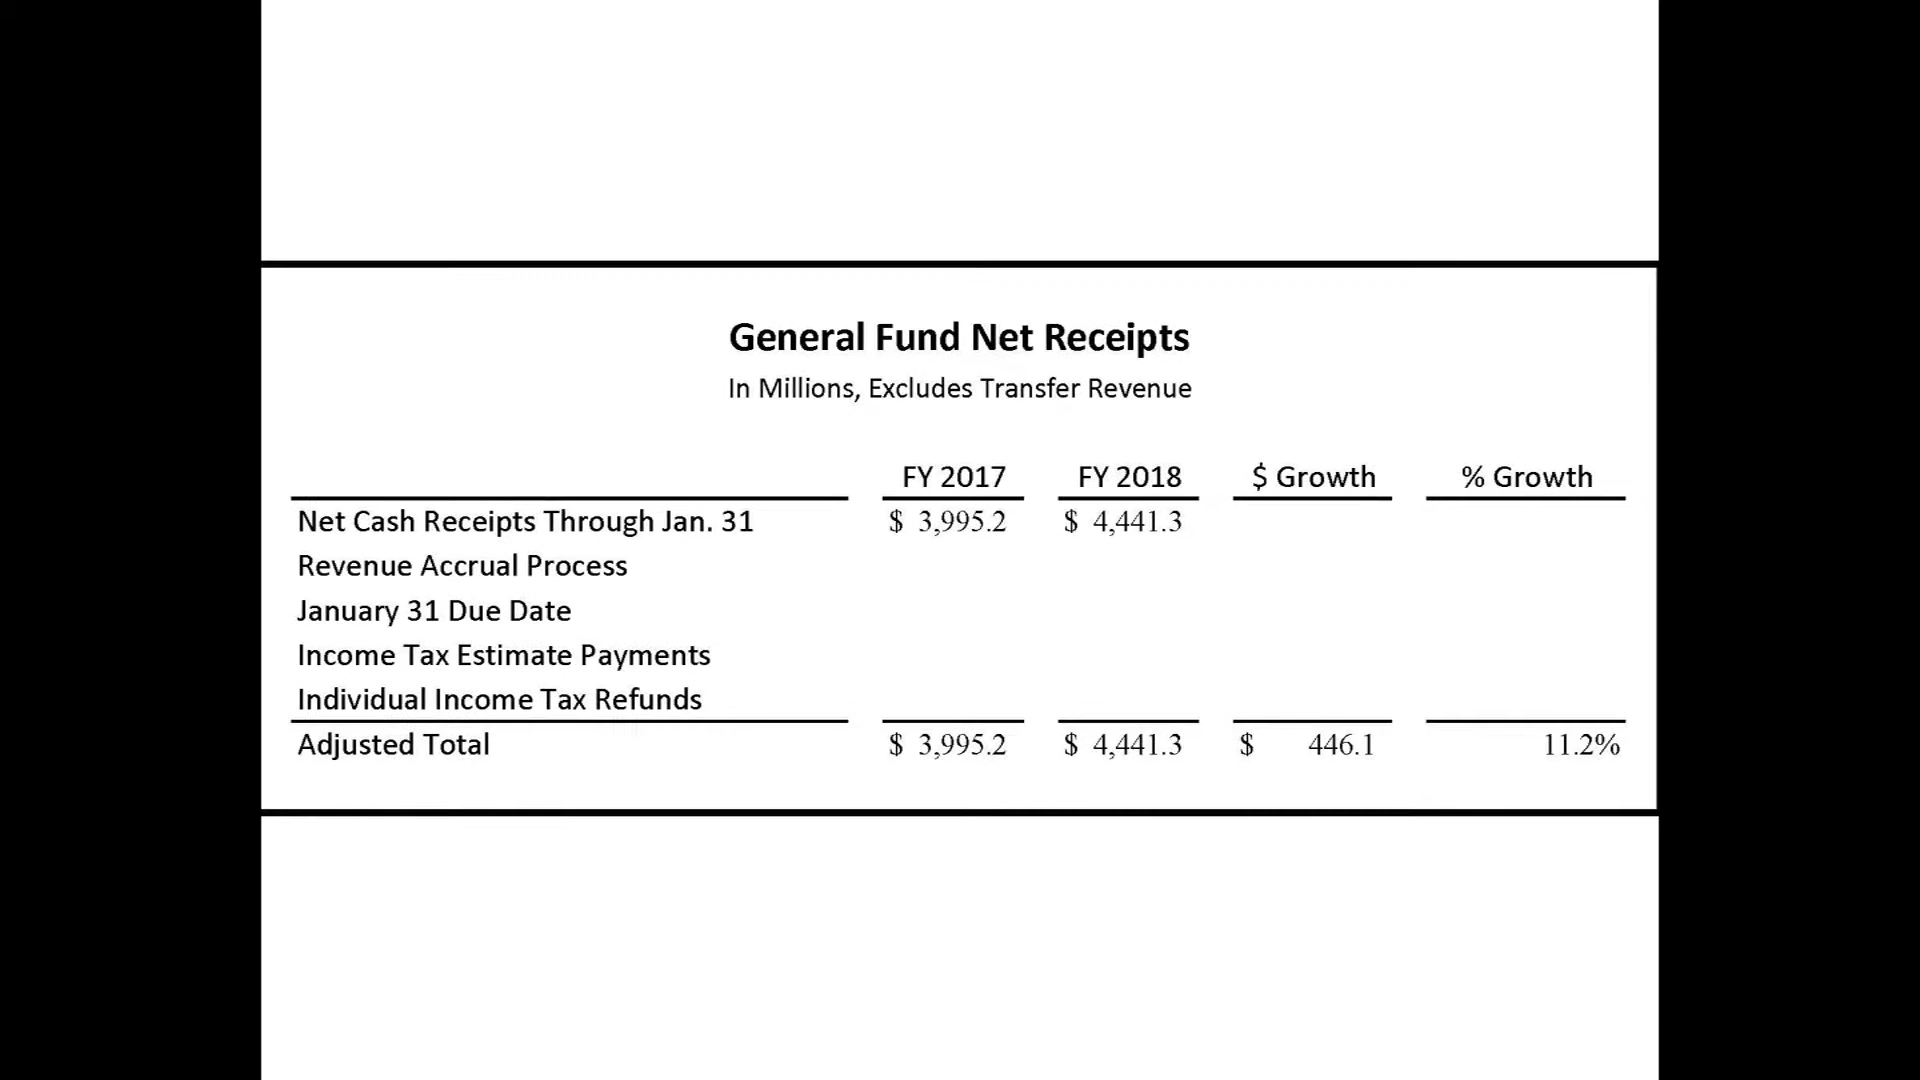 General Fund Net Receipts
In Millions, Excludes Transfer Revenue
FY 2017 FY 2018 $ Growth % Growth
Net Cash Receipts Through Jan. 31 $ 3,995.2 $ 4,441.3
Revenue Accrual Process
January 31 Due Date
Income Tax Estimate Payments
Individual Income Tax Refunds
Adjusted Total $ 3,995.2 $ 4,441.3 $ 446.1 11.2%